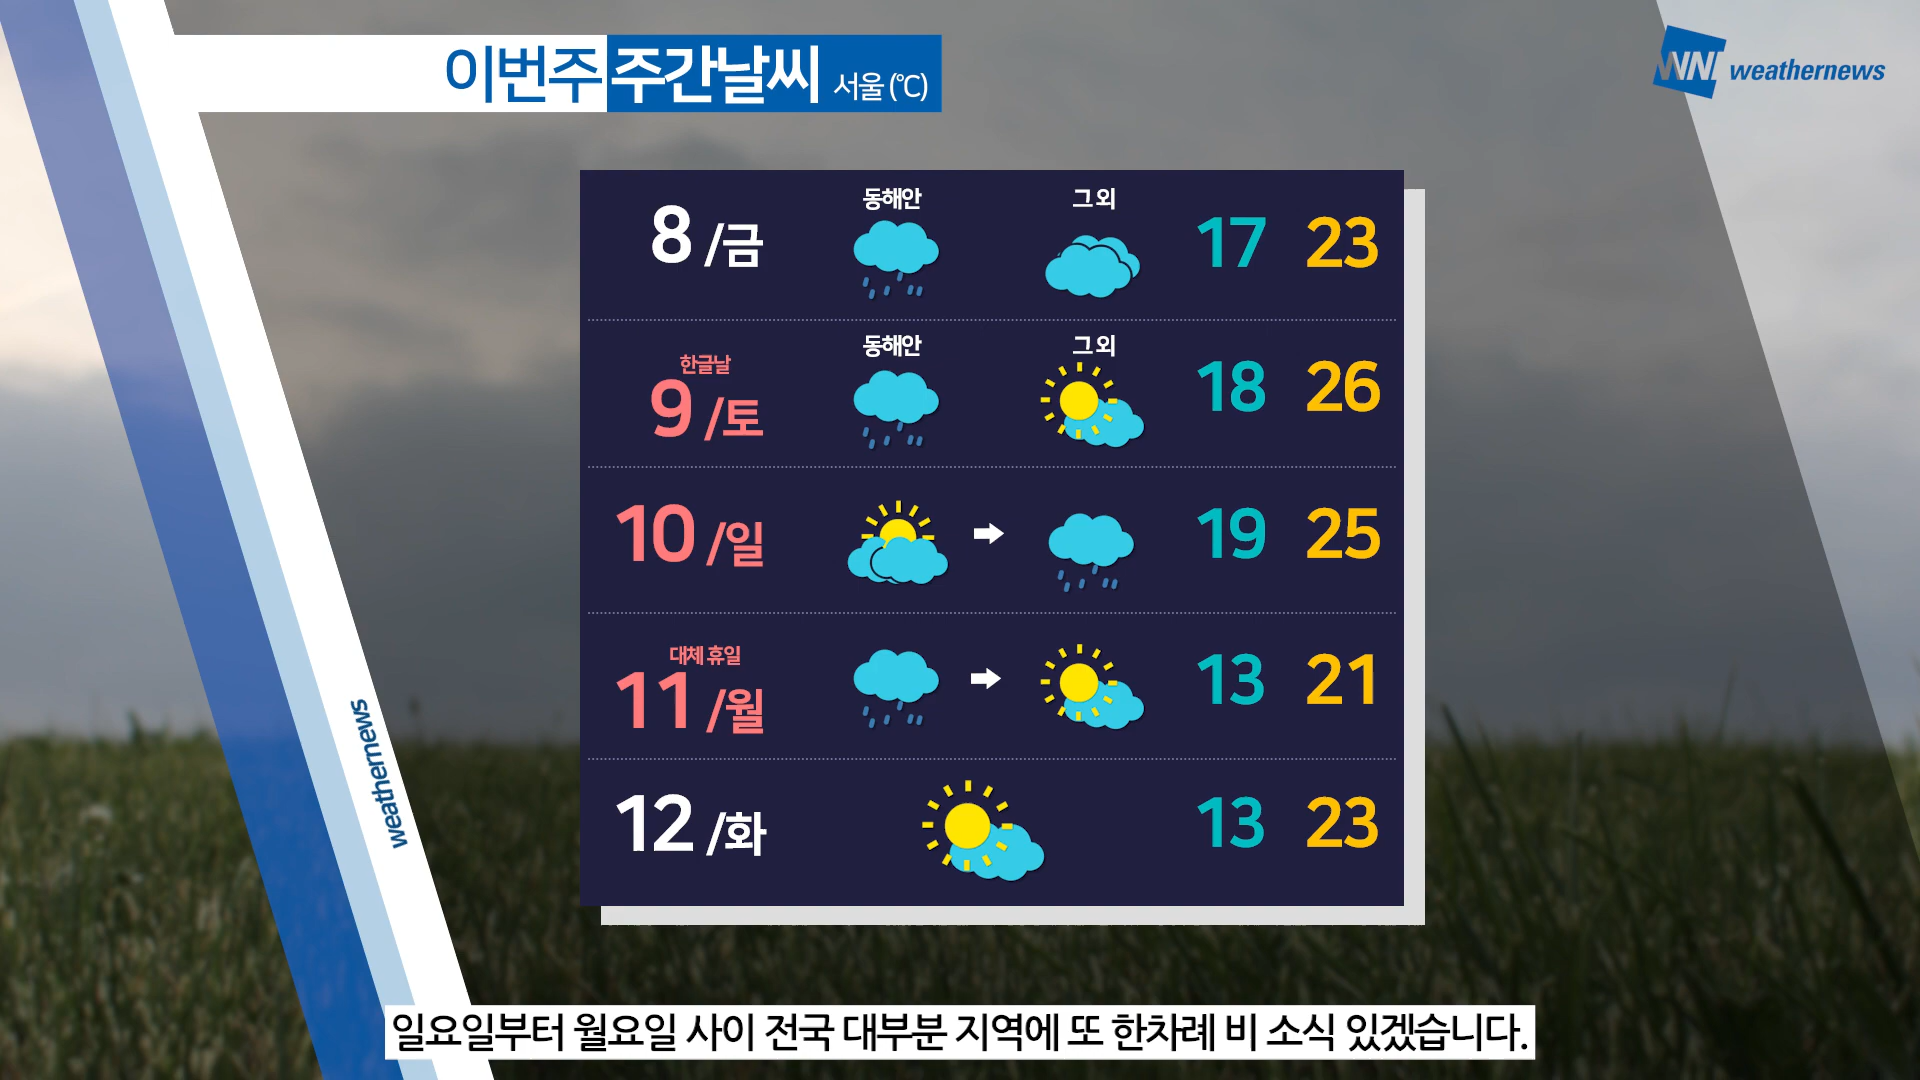 이번주 주간날씨 서울 (℃)
WNI weathernews
동해안 그 외
8 /금 17 23
동해안 그 외
한글날
9 /토 18 26
10 /일 19 25
대체 휴일
11 /월 13 21
12 /화 13 23
weathernews
일요일부터 월요일 사이 전국 대부분 지역에 또 한차례 비 소식 있겠습니다.